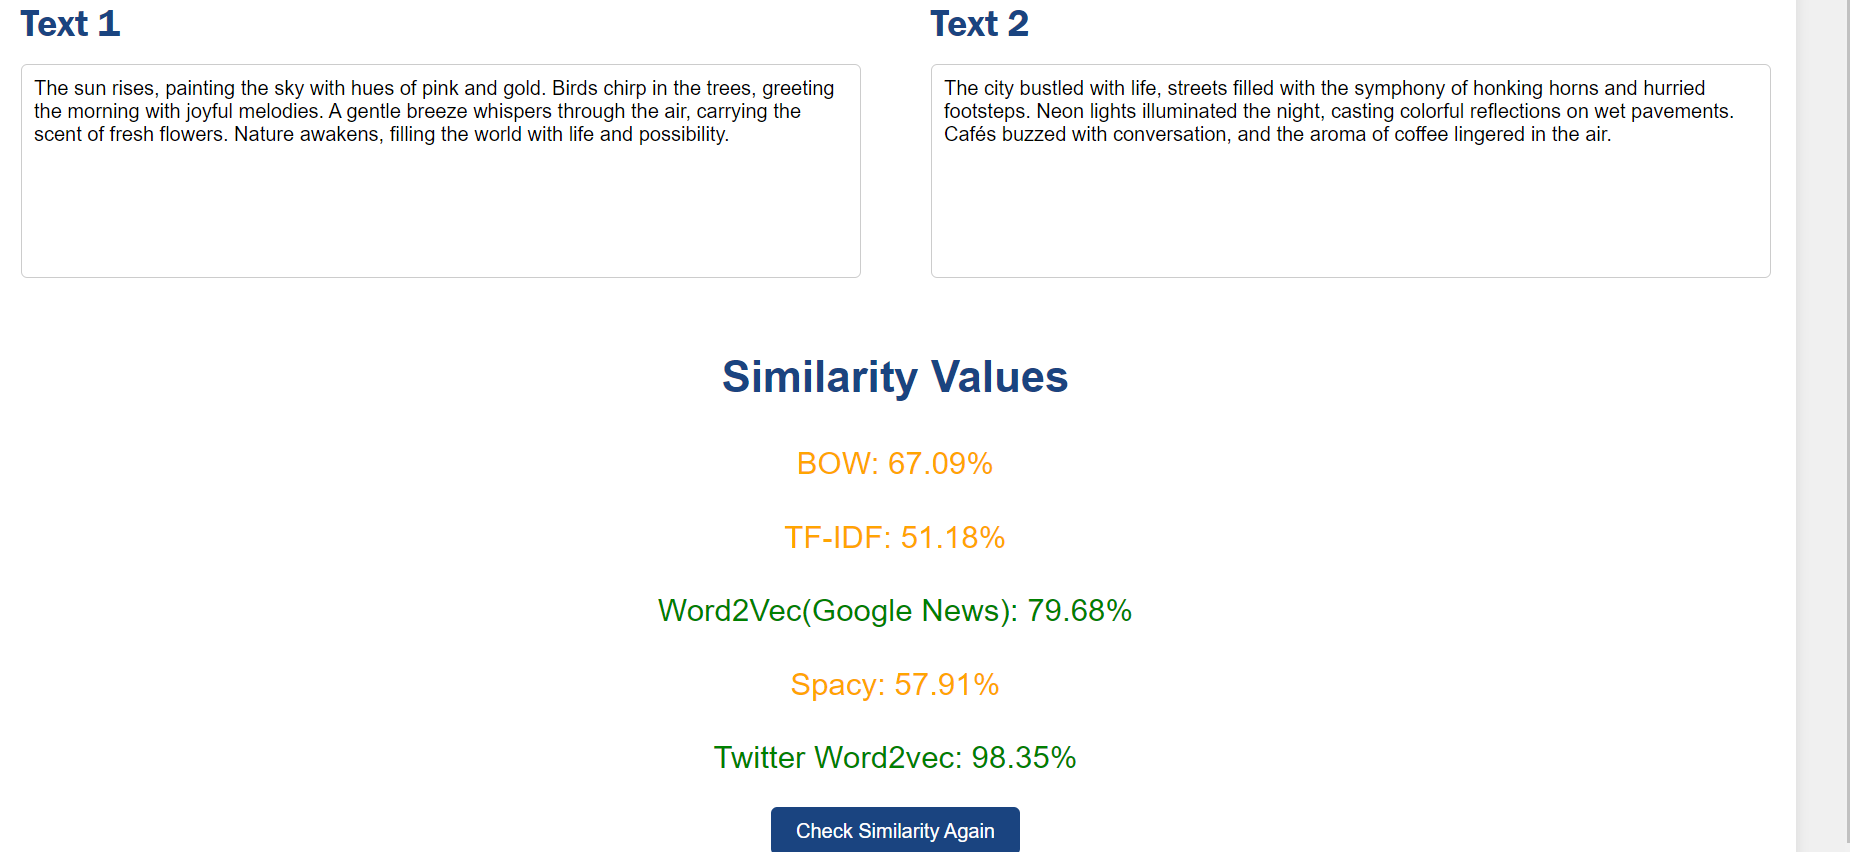 Text 1
The sun rises, painting the sky with hues of pink and gold. Birds chirp in the trees, greeting
the morning with joyful melodies. A gentle breeze whispers through the air, carrying the
scent of fresh flowers. Nature awakens, filling the world with life and possibility.
Text 2
The city bustled with life, streets filled with the symphony of honking horns and hurried
footsteps. Neon lights illuminated the night, casting colorful reflections on wet pavements.
Cafés buzzed with conversation, and the aroma of coffee lingered in the air.
Similarity Values
BOW: 67.09%
TF-IDF: 51.18%
Word2Vec(Google News): 79.68%
Spacy: 57.91%
Twitter Word2vec: 98.35%
Check Similarity Again